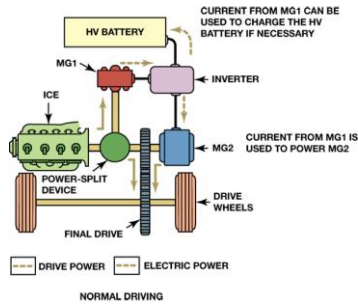 HV BATTERY
CURRENT FROM MG1 CAN BE
USED TO CHARGE THE HV
BATTERY IF NECESSARY
MG1
INVERTER
ICE
MG2
CURRENT FROM MG1 IS
USED TO POWER MG2
POWER-SPLIT
DEVICE
DRIVE
WHEELS
FINAL DRIVE
DRIVE POWER
ELECTRIC POWER
NORMAL DRIVING